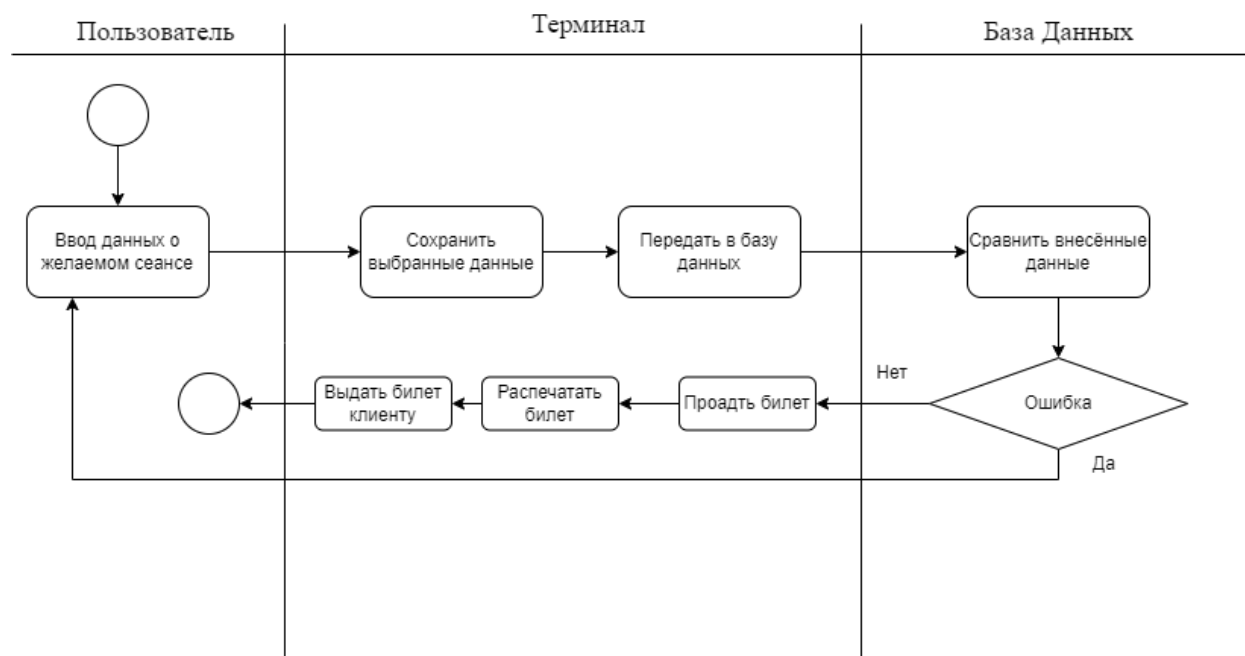 Пользователь
Терминал
База Данных
Ввод данных о
желаемом сеансе
Сохранить
выбранные данные
Передать в базу
данных
Сравнить внесённые
данные
Выдать билет
клиенту
Распечатать
билет
Проадть билет
Нет
Ошибка
Да